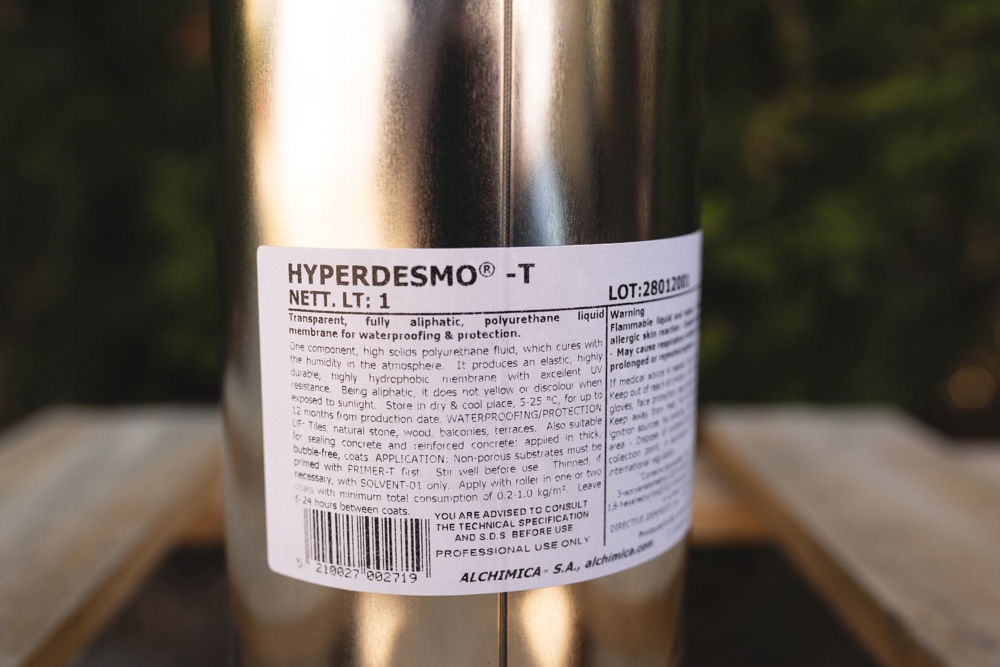 HYPERDESMO® -T
NETT. LT: 1
LOT:28012001
Transparent, fully aliphatic, polyurethane liquid
membrane for waterproofing & protection.
One component, high solids polyurethane fluid, which cures with
the humidity in the atmosphere. It produces an elastic, highly
durable, highly hydrophobic membrane with excellent UV
resistance. Being aliphatic, it does not yellow or discolour when
exposed to sunlight. Store in dry & cool place, 5-25 ºC, for up to
12 months from production date. WATERPROOFING/PROTECTION
OF: Tiles, natural stone, wood, balconies, terraces. Also suitable
for sealing concrete and reinforced concrete: applied in thick,
bubble-free, coats APPLICATION: Non-porous substrates must be
primed with PRIMER-T first. Stir well before use Thinned, if
necessary, with SOLVENT-01 only. Apply with roller in one or two
coats with minimum total consumption of 0.2-1.0 kg/m². Leave
6-24 hours between coats.
YOU ARE ADVISED TO CONSULT
THE TECHNICAL SPECIFICATION
AND S.D.S. BEFORE USE
PROFESSIONAL USE ONLY
5 210027 002719
ALCHIMICA - S.A., alchimica.com
Warning
Flammable liquid and
allergic skin reaction
- May cause
prolonged or repeated
If medical advice is
Keep out of reach of
gloves, face
Keep away from
ignition sources
area - Dispose
collection point
international
DIRECTIVE